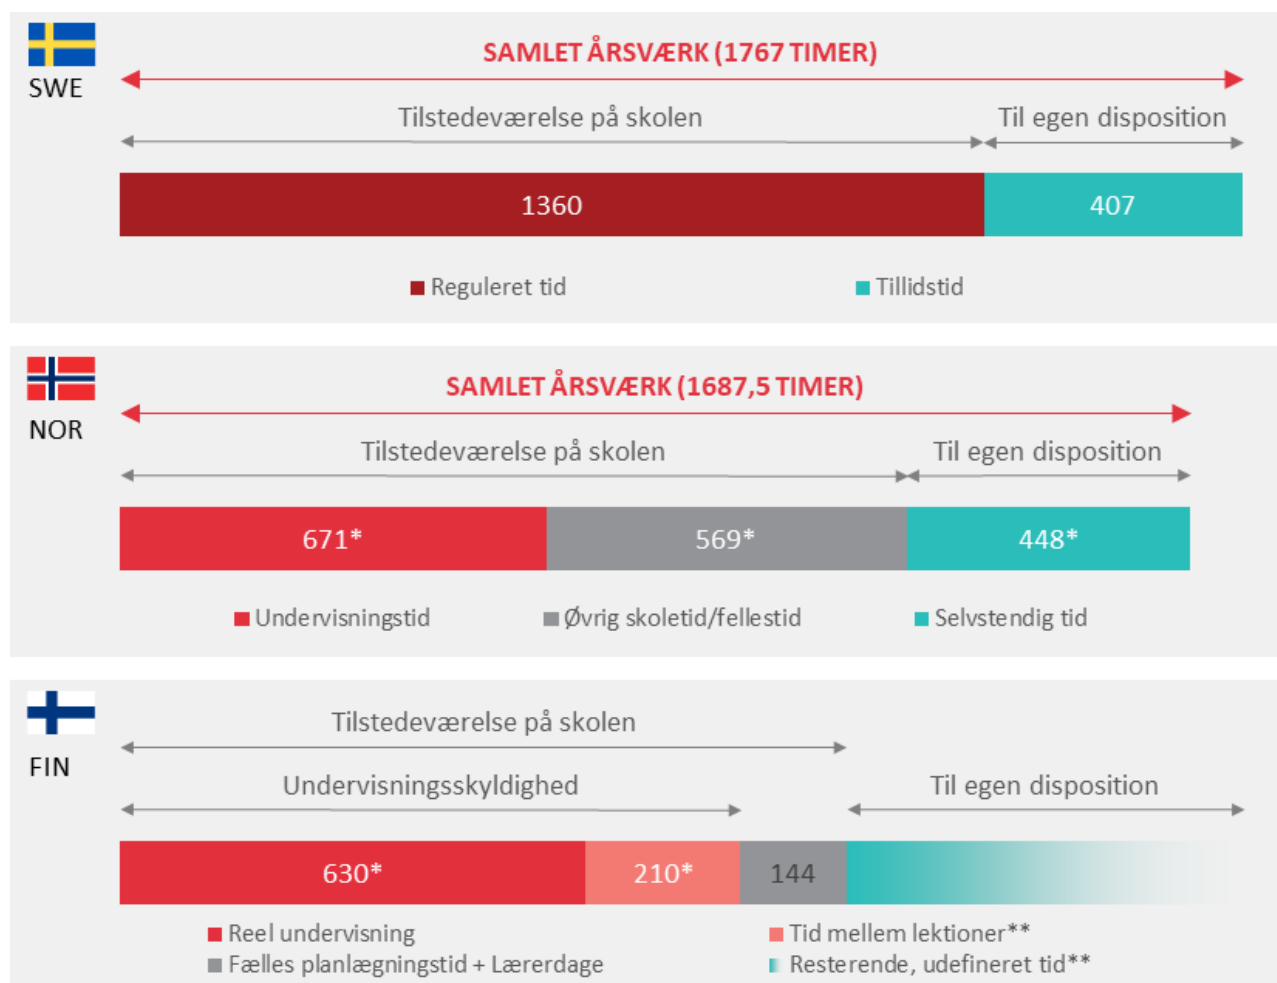 SAMLET ÅRSVÆRK (1767 TIMER)
SWE
Tilstedeværelse på skolen
Til egen disposition
1360
407
Reguleret tid
Tillidstid
SAMLET ÅRSVÆRK (1687,5 TIMER)
NOR
Tilstedeværelse på skolen
Til egen disposition
671*
569*
448*
Undervisningstid
Øvrig skoletid/fellestid
Selvstendig tid
Tilstedeværelse på skolen
FIN
Undervisningsskyldighed
Til egen disposition
630*
210*
144
Reel undervisning
Tid mellem lektioner**
Fælles planlægningstid + Lærerdage
Resterende, udefineret tid**